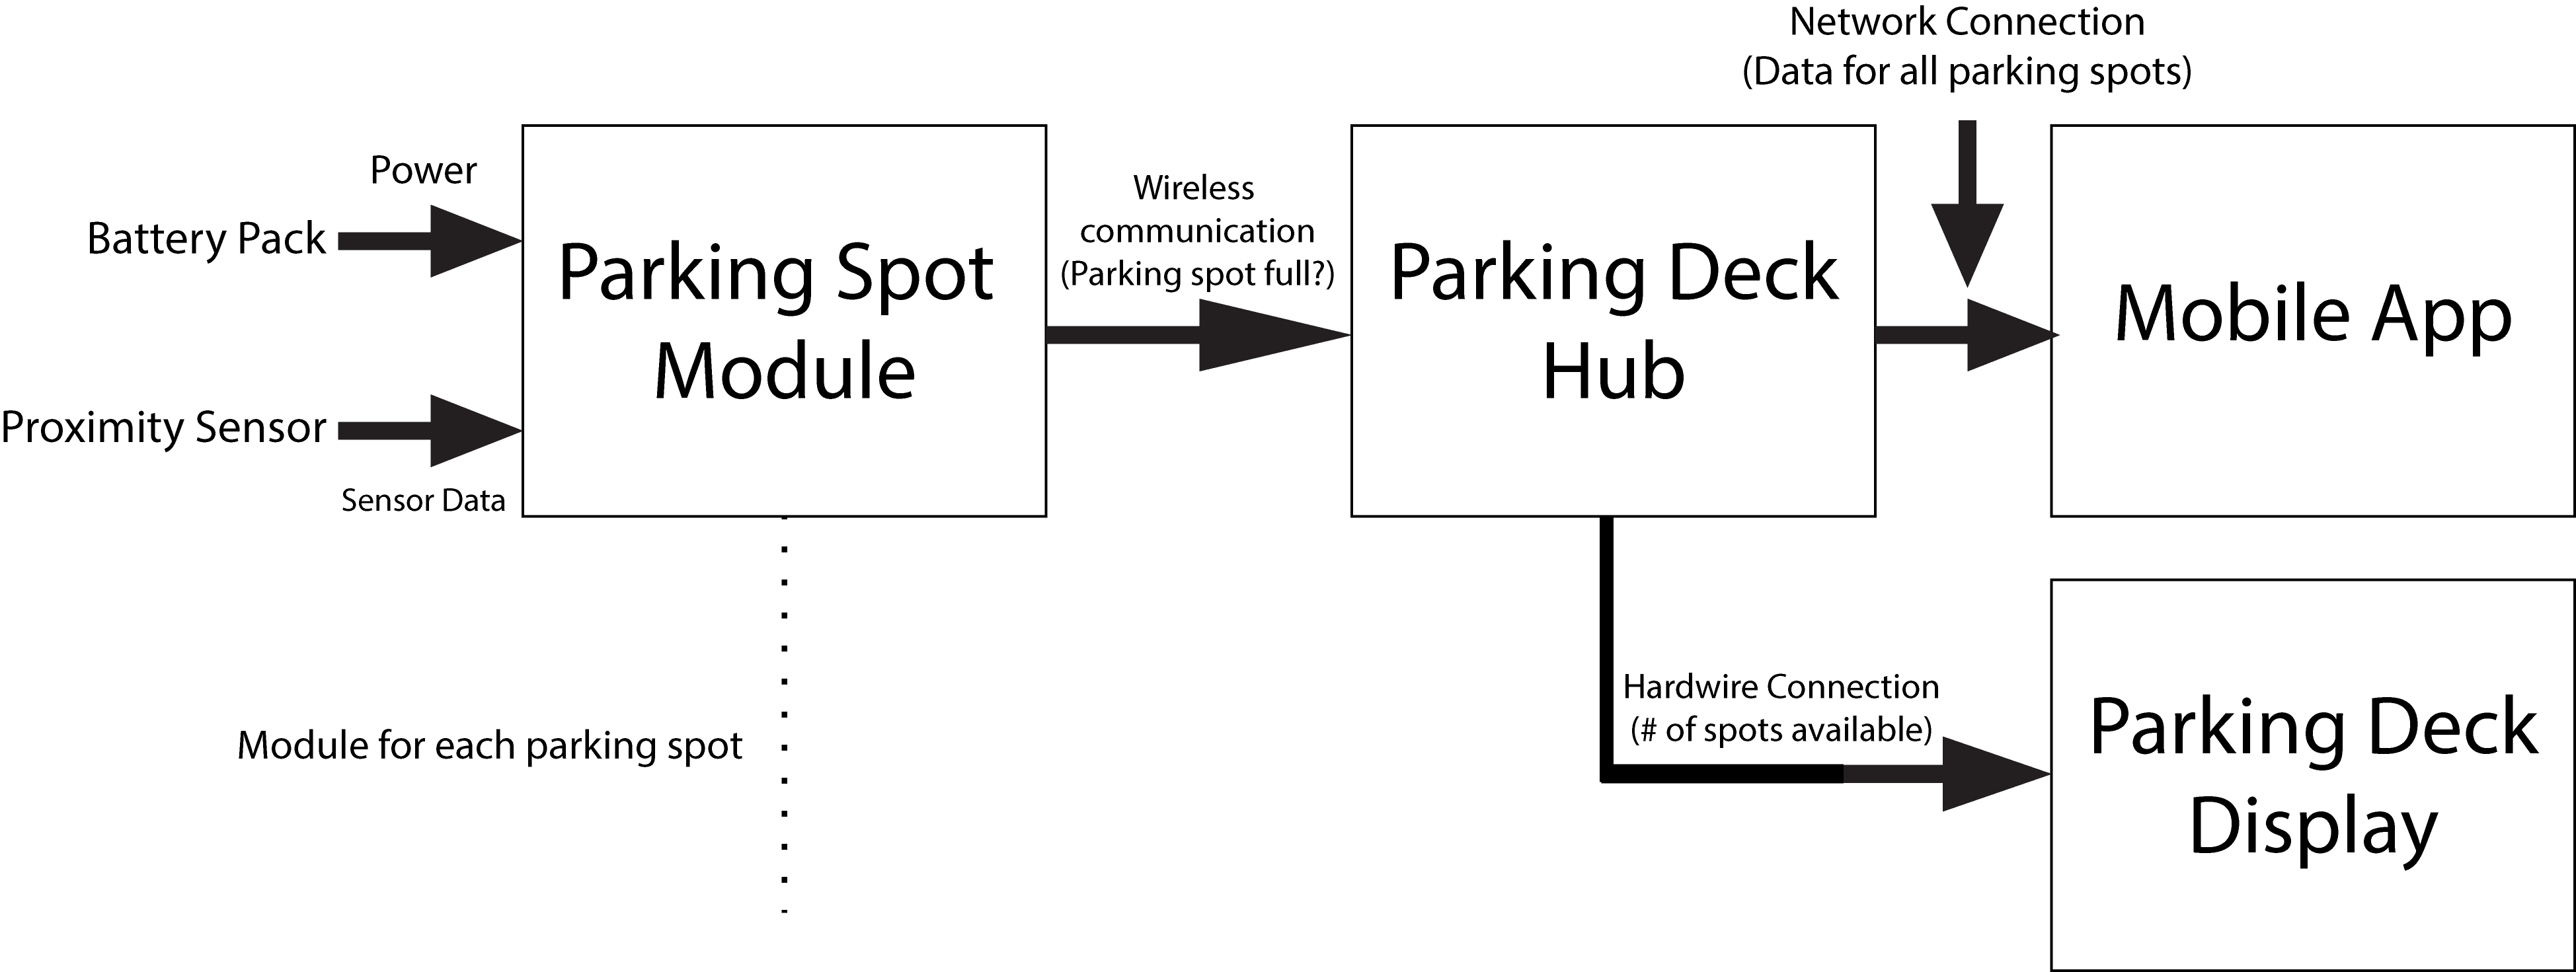 Network Connection
(Data for all parking spots)
Power
Battery Pack
Proximity Sensor
Sensor Data
Parking Spot
Module
Wireless
communication
(Parking spot full?)
Parking Deck
Hub
Mobile App
Module for each parking spot
Hardwire Connection
(# of spots available)
Parking Deck
Display